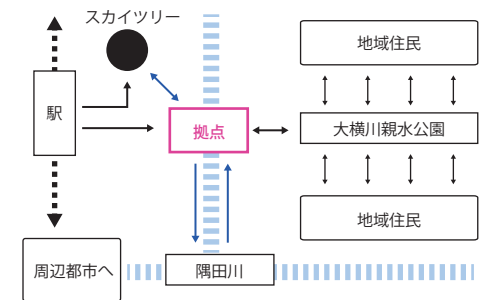 スカイツリー
地域住民
駅
拠点
大横川親水公園
地域住民
周辺都市へ
隅田川